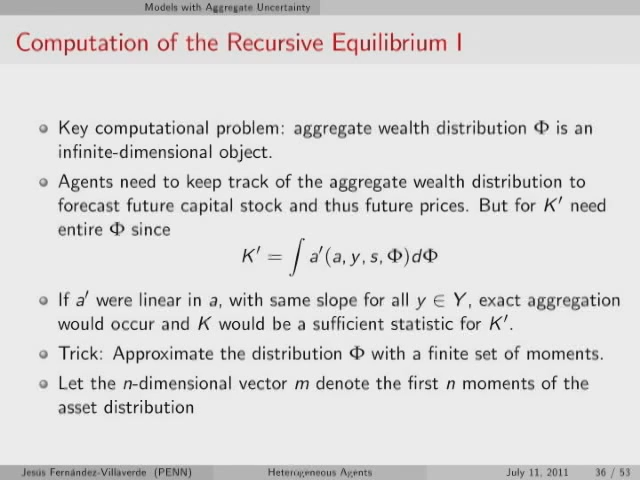 Models with Aggregate Uncertainty
Computation of the Recursive Equilibrium I
Key computational problem: aggregate wealth distribution Φ is an
infinite-dimensional object.
Agents need to keep track of the aggregate wealth distribution to
forecast future capital stock and thus future prices. But for K′ need
entire Φ since
K′ = ∫ a′(a, y, s, Φ)dΦ
If a′ were linear in a, with same slope for all y ∈ Y, exact aggregation
would occur and K would be a sufficient statistic for K′.
Trick: Approximate the distribution Φ with a finite set of moments.
Let the n-dimensional vector m denote the first n moments of the
asset distribution
Jesús Fernández-Villaverde (PENN) Heterogeneous Agents July 11, 2011 36 / 53